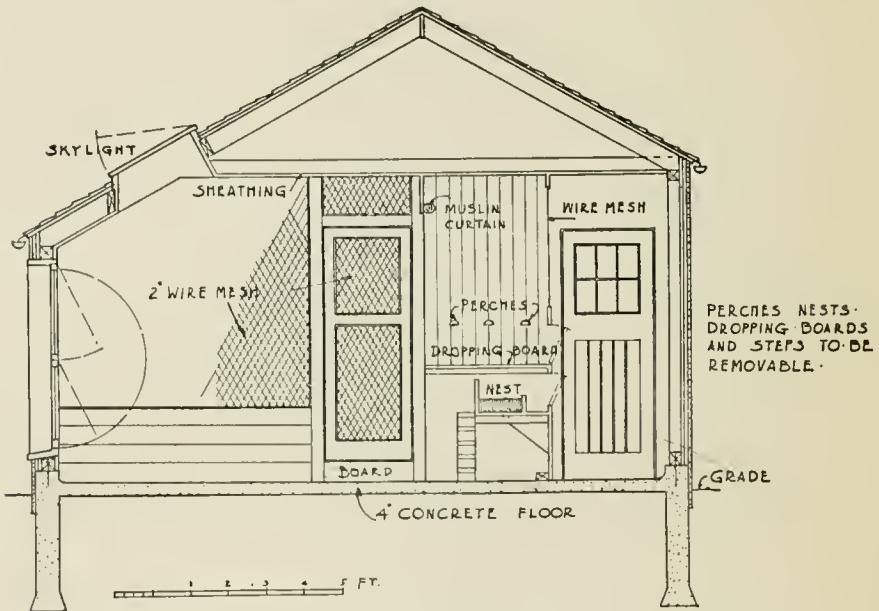 SKYLIGHT
SHEATHING
MUSLIN
CURTAIN
WIRE MESH
2" WIRE MESH
PERCHES
DROPPING BOARD
NEST
PERCHES NESTS·
DROPPING BOARDS
AND STEPS TO·BE
REMOVABLE·
BOARD
GRADE
4" CONCRETE FLOOR
1 2 3 4 5 FT.